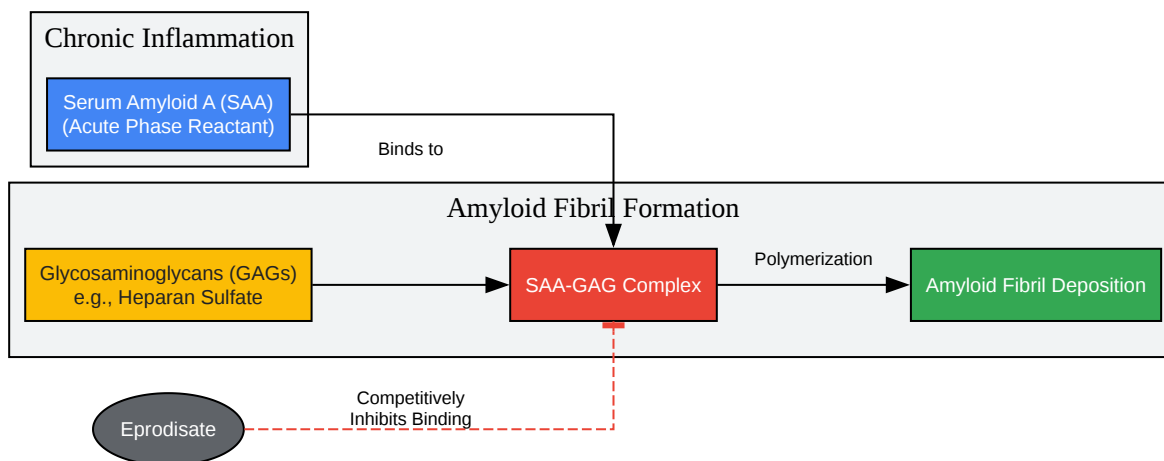 Chronic Inflammation
Serum Amyloid A (SAA)
(Acute Phase Reactant)
Binds to
Amyloid Fibril Formation
Glycosaminoglycans (GAGs)
e.g., Heparan Sulfate
SAA-GAG Complex
Polymerization
Amyloid Fibril Deposition
Competitively
Inhibits Binding
Eprodisate